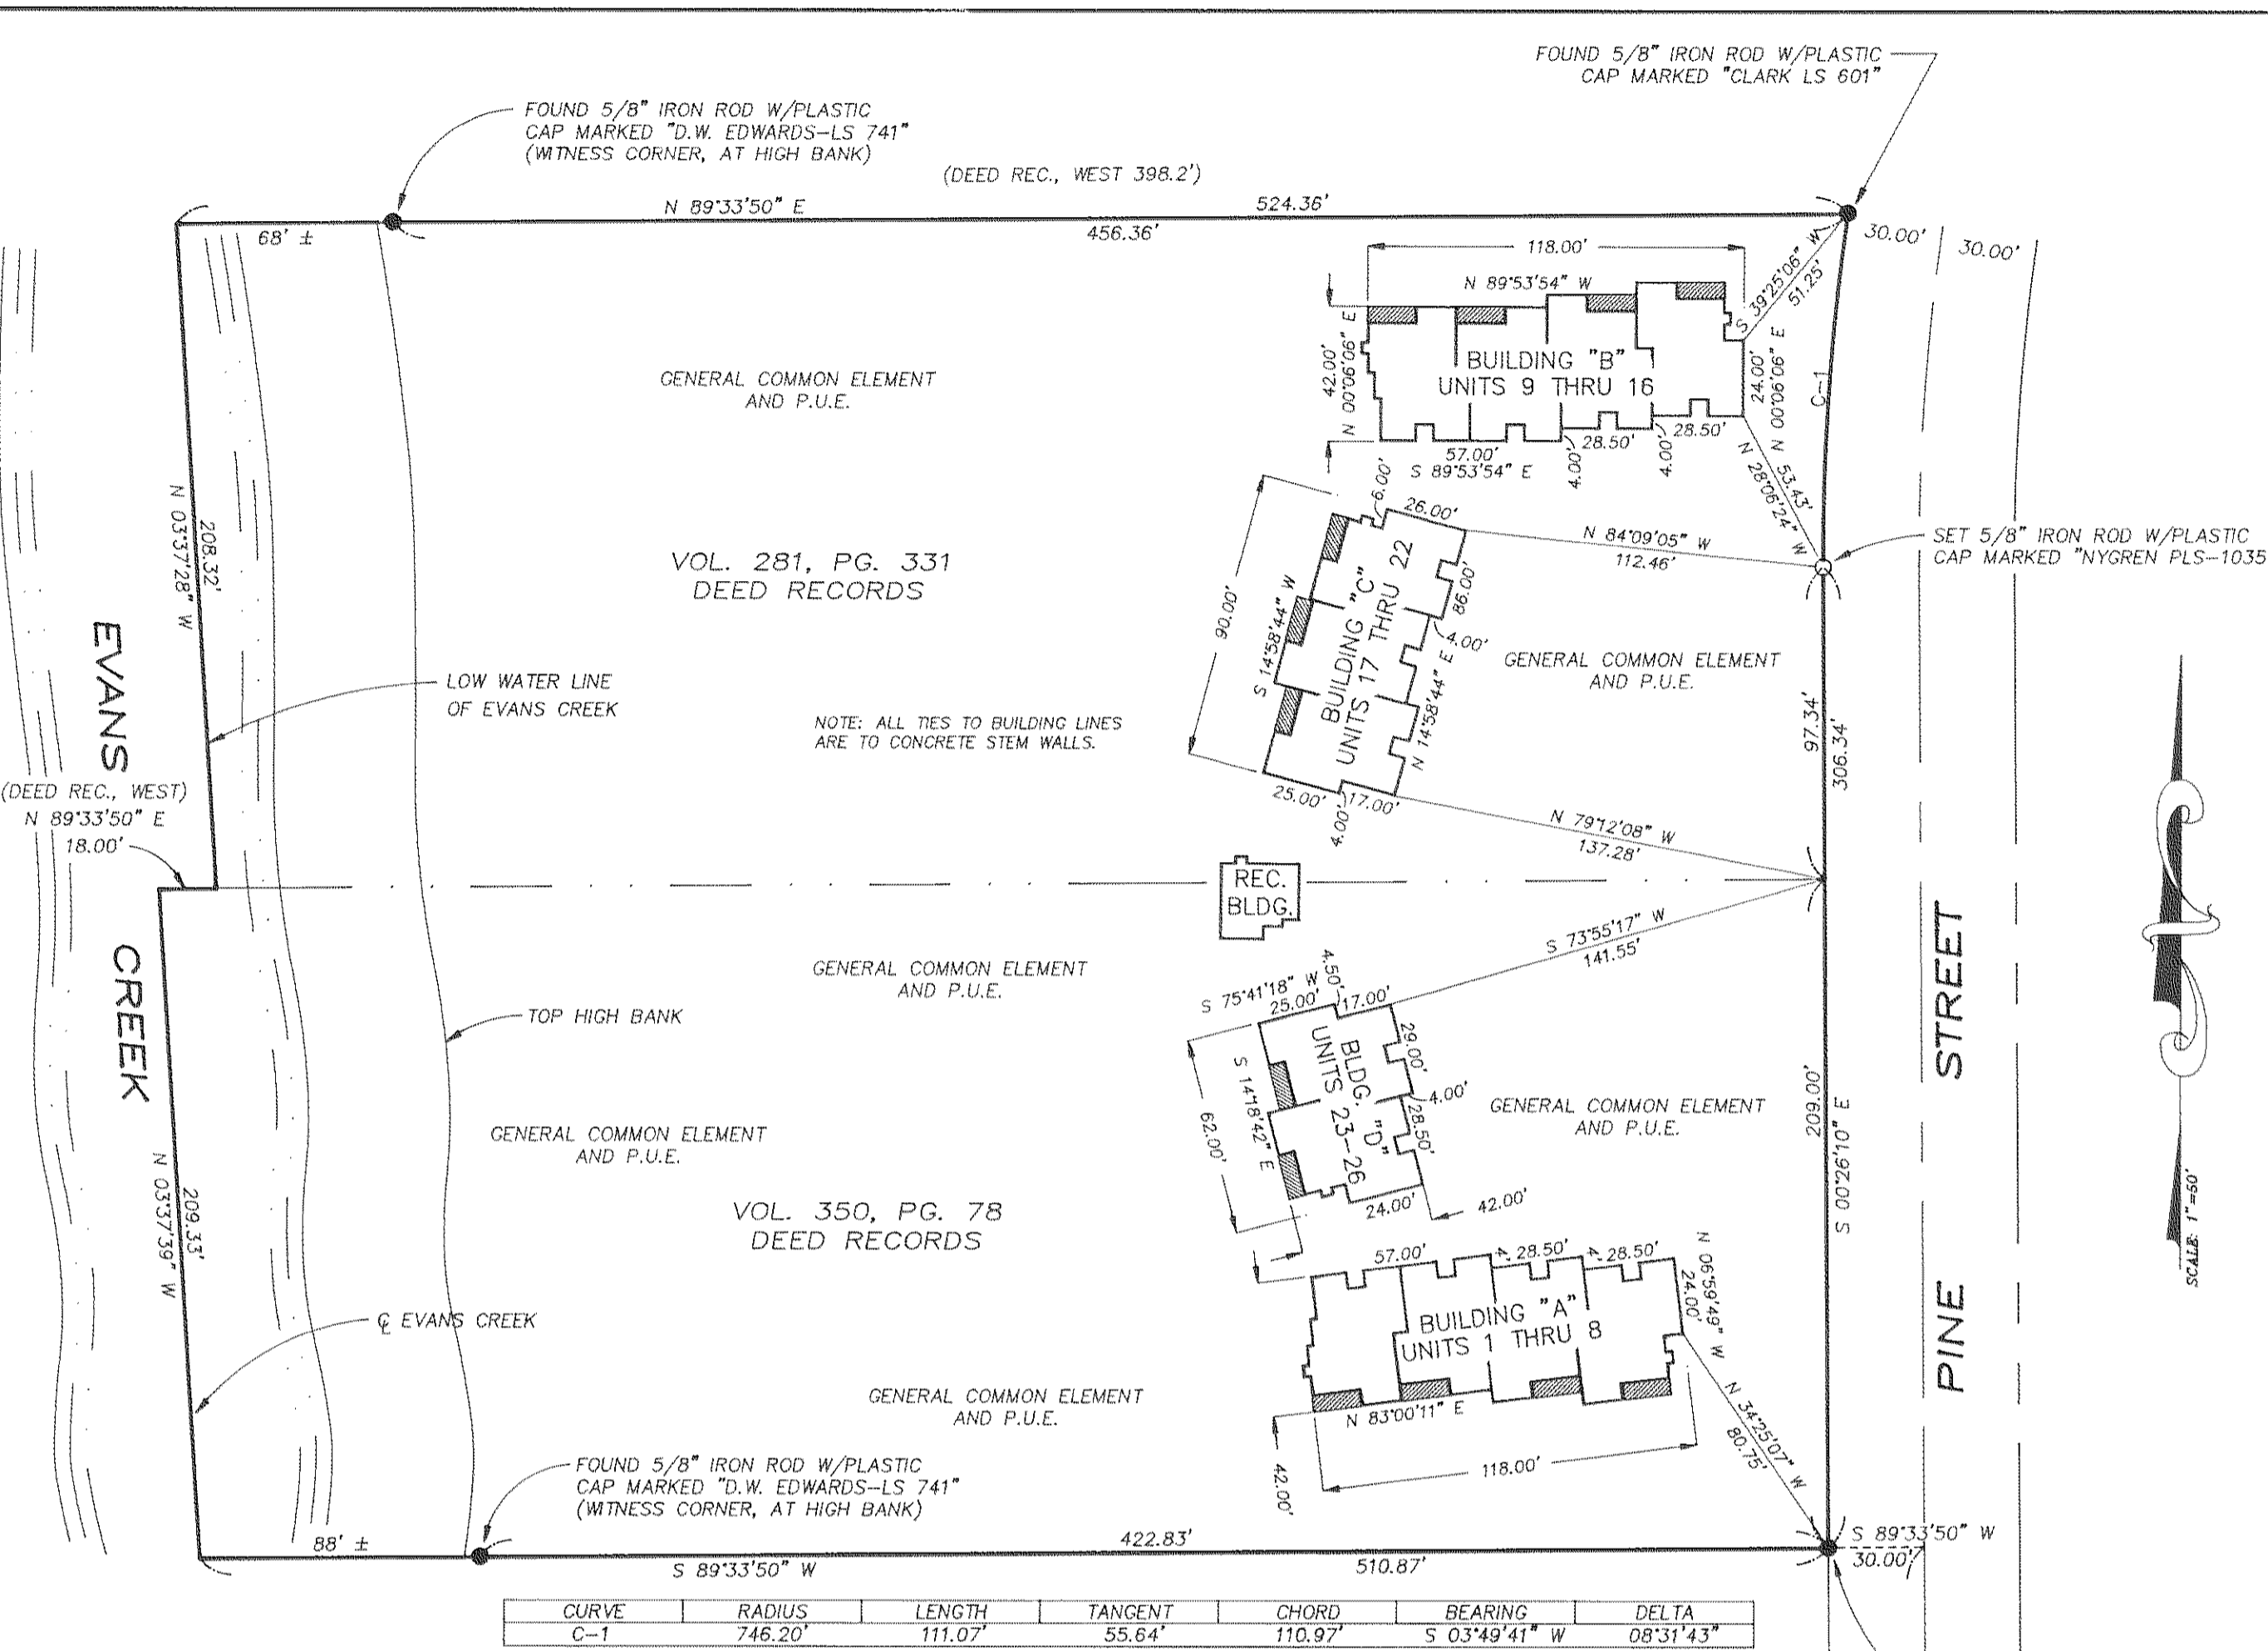 FOUND 5/8" IRON ROD W/PLASTIC
CAP MARKED "CLARK LS 601"
FOUND 5/8" IRON ROD W/PLASTIC
CAP MARKED "D.W. EDWARDS-LS 741"
(WITNESS CORNER, AT HIGH BANK)
(DEED REC., WEST 398.2')
N 89°33'50" E
524.36'
68' ±
456.36'
30.00'
30.00'
118.00'
N 89°53'54" W
S 39°25'06" W
51.25'
42.00'
N 00°06'06" E
BUILDING "B"
UNITS 9 THRU 16
24.00'
N 00°06'06" E
C-1
GENERAL COMMON ELEMENT
AND P.U.E.
57.00'
S 89°53'54" E
4.00'
28.50'
4.00'
28.50'
N 28°06'24" W
53.43'
6.00'
26.00'
N 84°09'05" W
112.46'
SET 5/8" IRON ROD W/PLASTIC
CAP MARKED "NYGREN PLS-1035
N 03°37'28" W
208.32'
VOL. 281, PG. 331
DEED RECORDS
90.00'
S 14°58'44" W
BUILDING "C"
UNITS 17 THRU 22
86.00'
4.00'
N 14°58'44" E
GENERAL COMMON ELEMENT
AND P.U.E.
EVANS
LOW WATER LINE
OF EVANS CREEK
NOTE: ALL TIES TO BUILDING LINES
ARE TO CONCRETE STEM WALLS.
97.34'
306.34'
(DEED REC., WEST)
N 89°33'50" E
18.00'
25.00'
4.00'
17.00'
N 79°12'08" W
137.28'
REC.
BLDG.
CREEK
GENERAL COMMON ELEMENT
AND P.U.E.
S 73°55'17" W
141.55'
STREET
TOP HIGH BANK
S 75°41'18" W
25.00'
4.50'
17.00'
29.00'
4.00'
28.50'
BLDG. "D"
UNITS 23-26
S 14°18'42" E
62.00'
24.00'
42.00'
GENERAL COMMON ELEMENT
AND P.U.E.
209.00'
S 00°26'10" E
GENERAL COMMON ELEMENT
AND P.U.E.
N 03°37'39" W
209.33'
VOL. 350, PG. 78
DEED RECORDS
SCALE: 1"=50'
57.00'
4'
28.50'
4'
28.50'
N 06°59'49" W
24.00'
BUILDING "A"
UNITS 1 THRU 8
PINE
℄ EVANS CREEK
GENERAL COMMON ELEMENT
AND P.U.E.
N 83°00'11" E
118.00'
42.00'
N 34°25'07" W
80.75'
FOUND 5/8" IRON ROD W/PLASTIC
CAP MARKED "D.W. EDWARDS-LS 741"
(WITNESS CORNER, AT HIGH BANK)
88' ±
422.83'
S 89°33'50" W
510.87'
S 89°33'50" W
30.00'
CURVE RADIUS LENGTH TANGENT CHORD BEARING DELTA
C-1 746.20' 111.07' 55.64' 110.97' S 03°49'41" W 08°31'43"